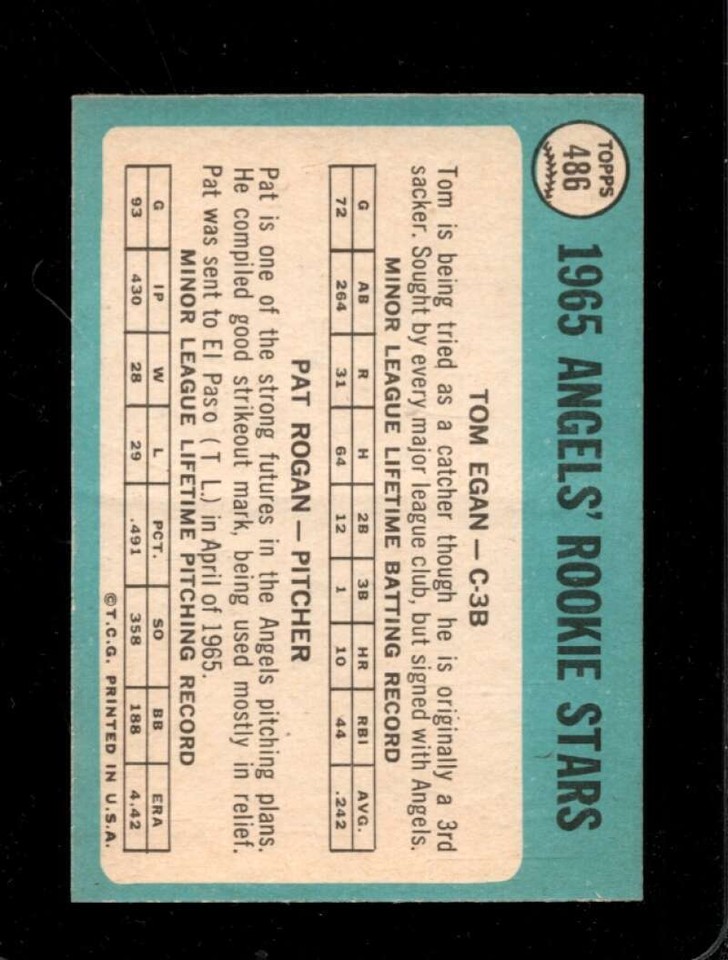 TOPPS
486
1965 ANGELS' ROOKIE STARS
TOM EGAN — C-3B
Tom is being tried as a catcher though he is originally a 3rd
sacker. Sought by every major league club, but signed with Angels.
MINOR LEAGUE LIFETIME BATTING RECORD
G AB R H 2B 3B HR RBI AVG.
72 264 31 64 12 1 10 44 .242
PAT ROGAN — PITCHER
Pat is one of the strong futures in the Angels pitching plans.
He compiled good strikeout mark, being used mostly in relief.
Pat was sent to El Paso (T L.) in April of 1965.
MINOR LEAGUE LIFETIME PITCHING RECORD
G IP W L PCT. SO BB ERA
93 430 28 29 .491 358 188 4.42
©T.C.G. PRINTED IN U.S.A.